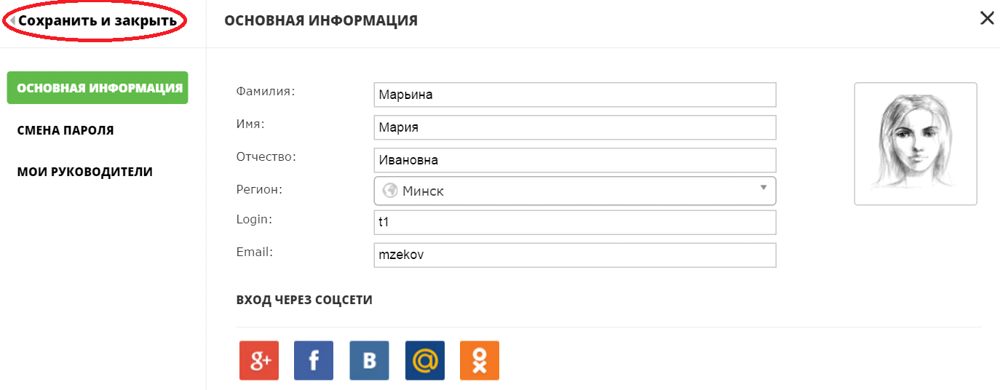 Сохранить и закрыть
ОСНОВНАЯ ИНФОРМАЦИЯ
ОСНОВНАЯ ИНФОРМАЦИЯ
СМЕНА ПАРОЛЯ
МОИ РУКОВОДИТЕЛИ
Фамилия: Марьина
Имя: Мария
Отчество: Ивановна
Регион: Минск
Login: t1
Email: mzekov
ВХОД ЧЕРЕЗ СОЦСЕТИ
g+ f B @